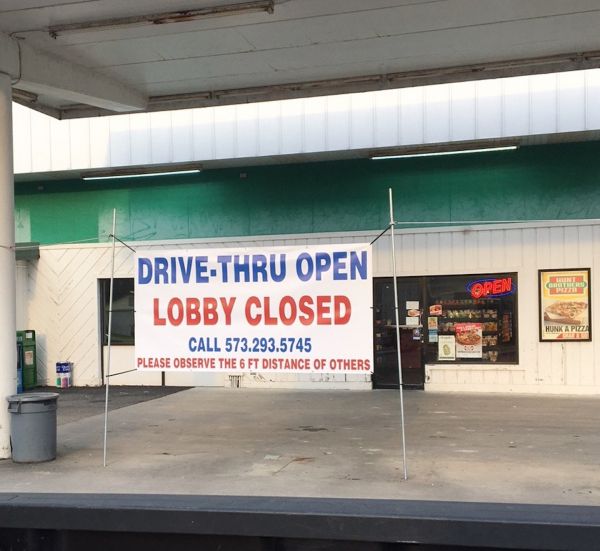 DRIVE-THRU OPEN
LOBBY CLOSED
CALL 573.293.5745
PLEASE OBSERVE THE 6 FT DISTANCE OF OTHERS
OPEN
HUNT
BROTHERS
PIZZA
HUNK A PIZZA